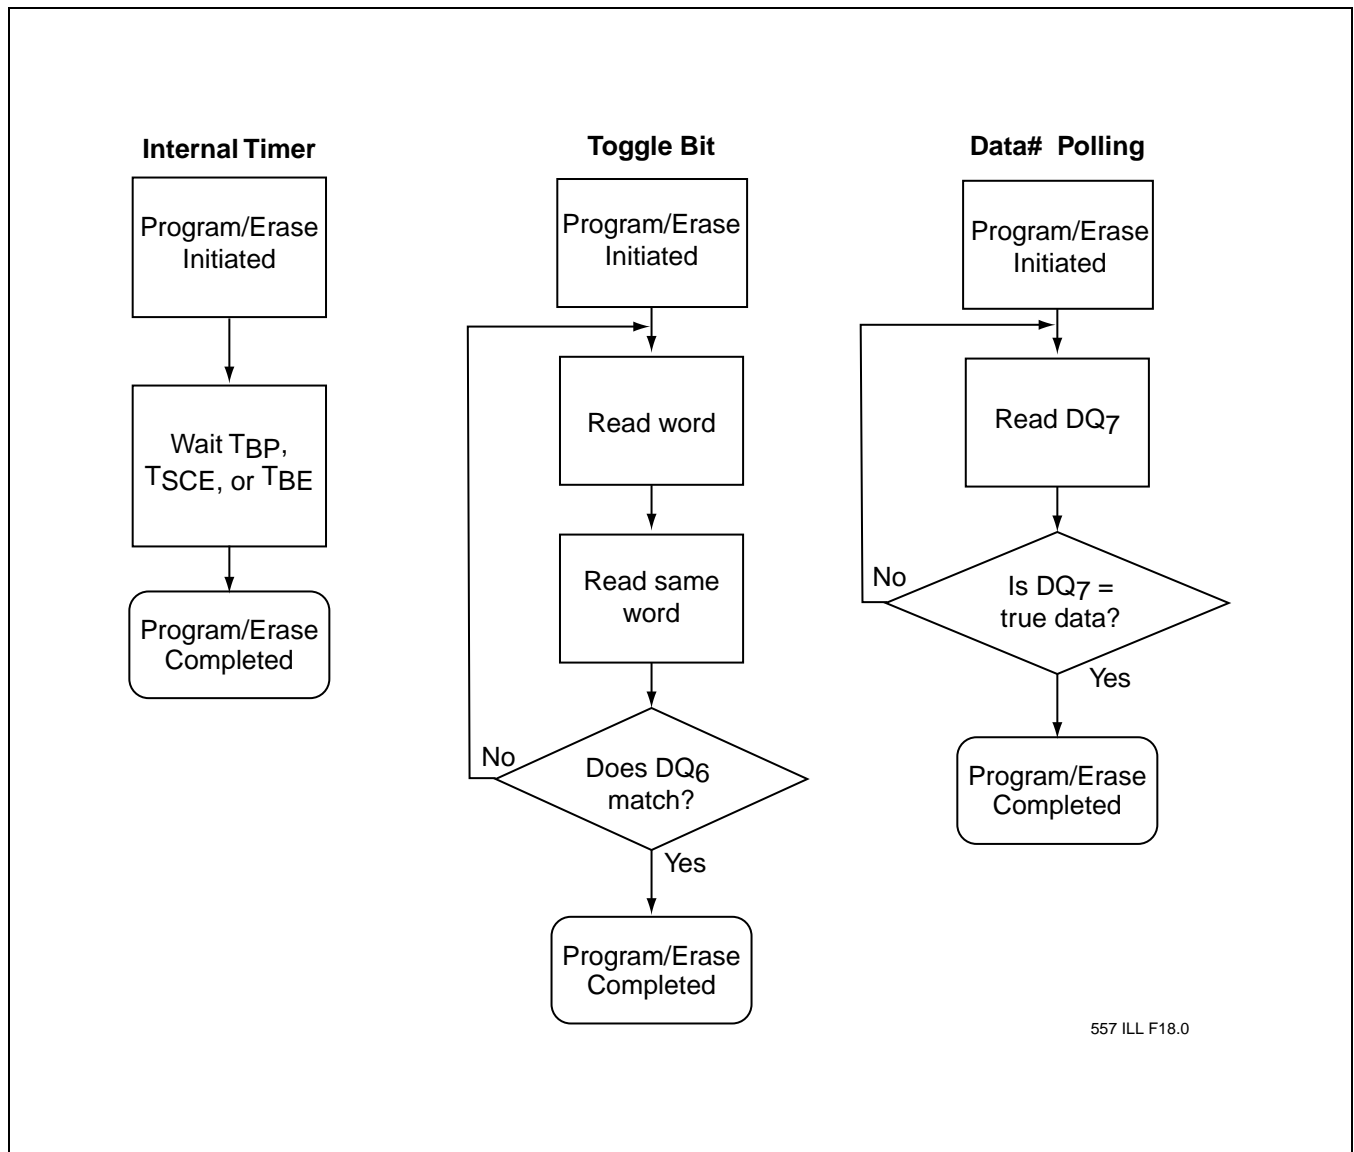 Internal Timer
Program/Erase
Initiated
Wait TBP,
TSCE, or TBE
Program/Erase
Completed
Toggle Bit
Program/Erase
Initiated
Read word
Read same
word
No
Does DQ6
match?
Yes
Program/Erase
Completed
Data# Polling
Program/Erase
Initiated
Read DQ7
No
Is DQ7 =
true data?
Yes
Program/Erase
Completed
557 ILL F18.0